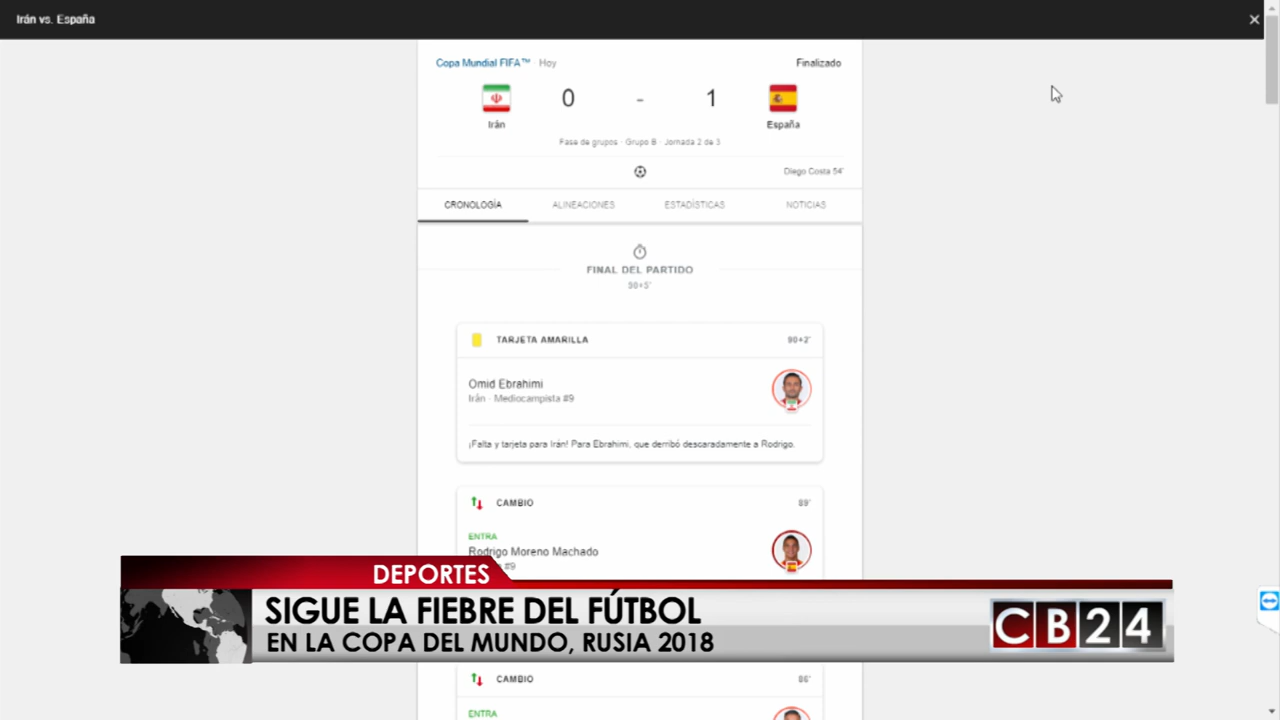 Irán vs. España
Copa Mundial FIFA™ · Hoy
Finalizado
0 - 1
Irán
España
Fase de grupos · Grupo B · Jornada 2 de 3
Diego Costa 54'
CRONOLOGÍA ALINEACIONES ESTADÍSTICAS NOTICIAS
FINAL DEL PARTIDO
90+5'
TARJETA AMARILLA 90+2'
Omid Ebrahimi
Irán · Mediocampista #9
¡Falta y tarjeta para Irán! Para Ebrahimi, que derribó descaradamente a Rodrigo.
CAMBIO 89'
ENTRA
Rodrigo Moreno Machado
#9
DEPORTES
SIGUE LA FIEBRE DEL FÚTBOL
EN LA COPA DEL MUNDO, RUSIA 2018
CB24
CAMBIO 86'
ENTRA